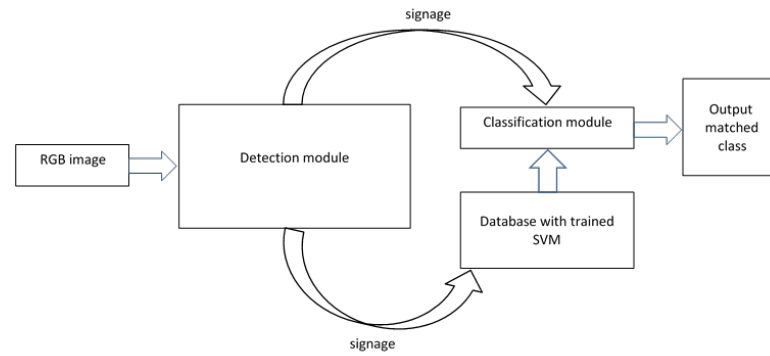 signage
RGB image
Detection module
Classification module
Output
matched
class
Database with trained
SVM
signage